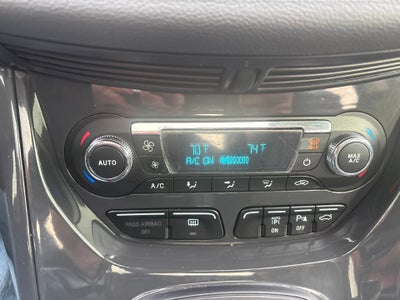 70°F 74°F
A/C ON
AUTO
MAX
A/C
A/C
PASS AIRBAG
OFF
ON
OFF